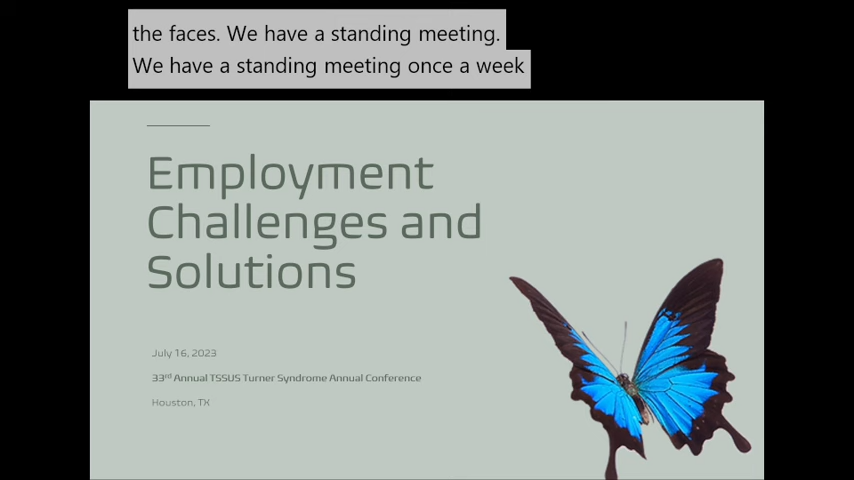 the faces. We have a standing meeting.
We have a standing meeting once a week
Employment
Challenges and
Solutions
July 16, 2023
33rd Annual TSSUS Turner Syndrome Annual Conference
Houston, TX